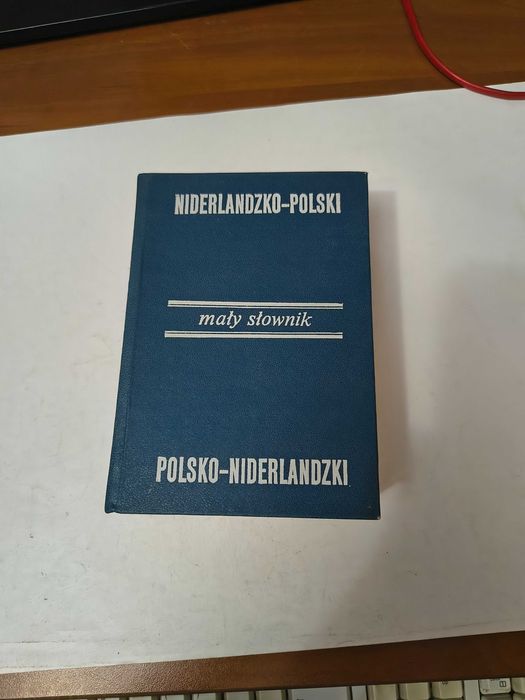 NIDERLANDZKO-POLSKI
mały słownik
POLSKO-NIDERLANDZKI